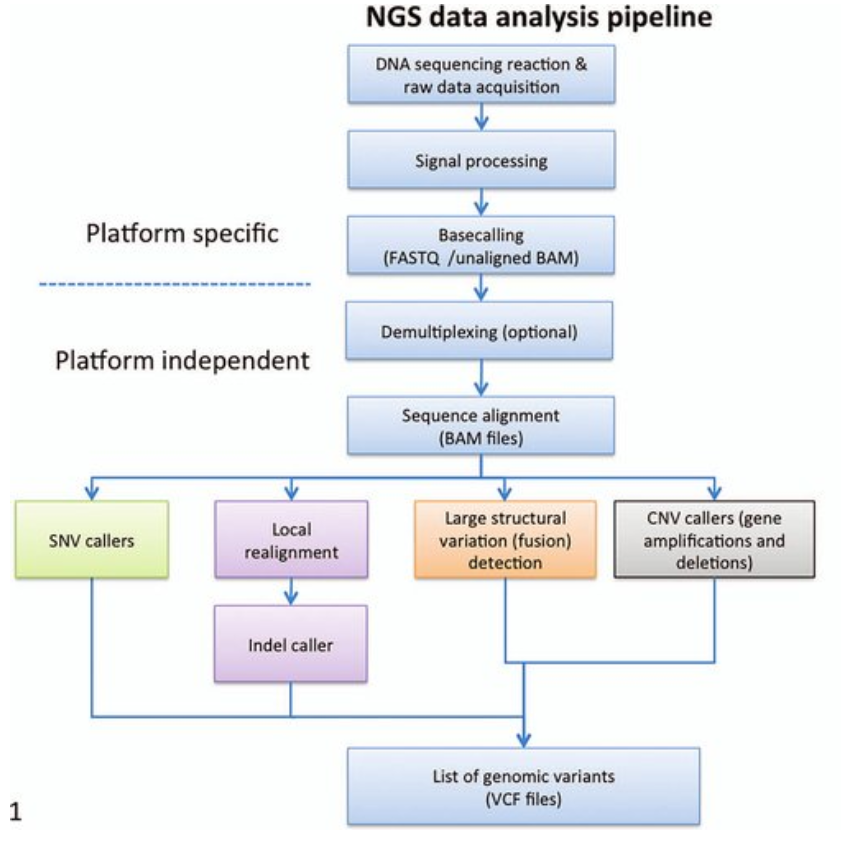 NGS data analysis pipeline
DNA sequencing reaction &
raw data acquisition
Signal processing
Platform specific
Basecalling
(FASTQ /unaligned BAM)
Demultiplexing (optional)
Platform independent
Sequence alignment
(BAM files)
SNV callers
Local
realignment
Large structural
variation (fusion)
detection
CNV callers (gene
amplifications and
deletions)
Indel caller
List of genomic variants
(VCF files)
1